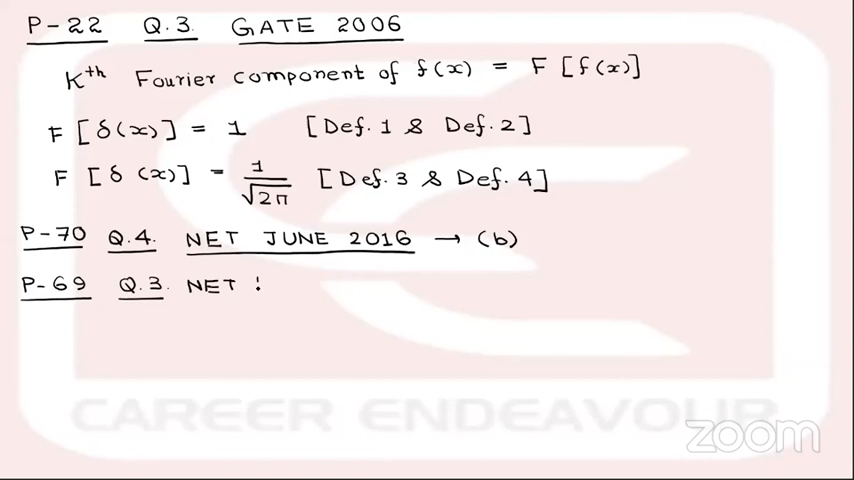 P-22 Q.3. GATE 2006
Kth Fourier component of f(x) = F [f(x)]
F [δ(x)] = 1 [Def. 1 & Def. 2]
F [δ(x)] = 1/√2π [Def. 3 & Def. 4]
P-70 Q.4. NET JUNE 2016 → (b)
P-69 Q.3. NET
CAREER ENDEAVOUR
zoom